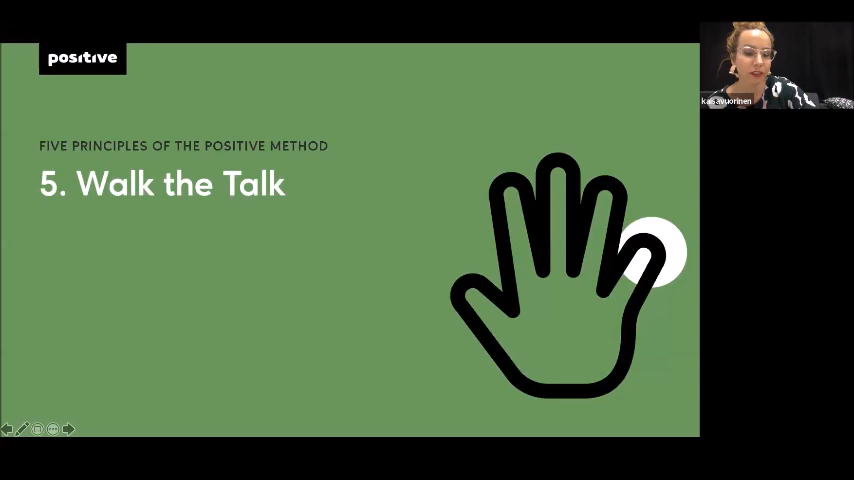 positive
FIVE PRINCIPLES OF THE POSITIVE METHOD
5. Walk the Talk
kaisavuorinen